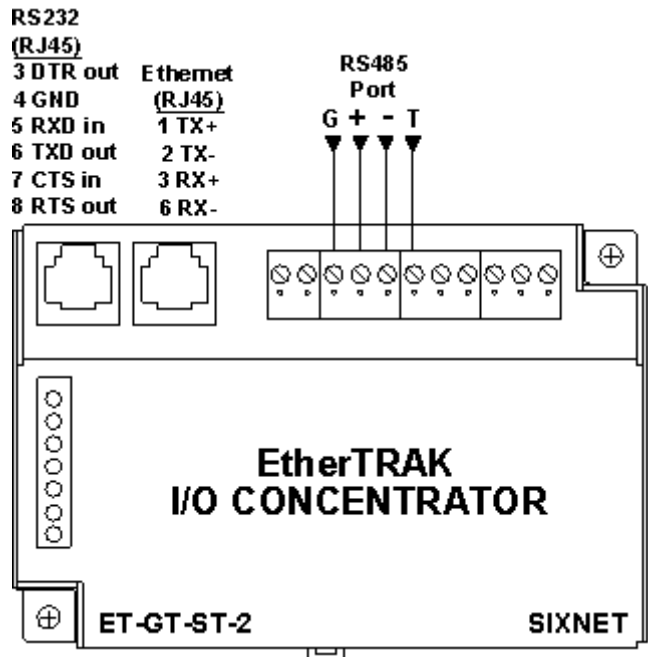 RS232
(RJ45)
3 DTR out
4 GND
5 RXD in
6 TXD out
7 CTS in
8 RTS out
Ethernet
(RJ45)
1 TX+
2 TX-
3 RX+
6 RX-
RS485
Port
G + - T
EtherTRAK
I/O CONCENTRATOR
ET-GT-ST-2 SIXNET